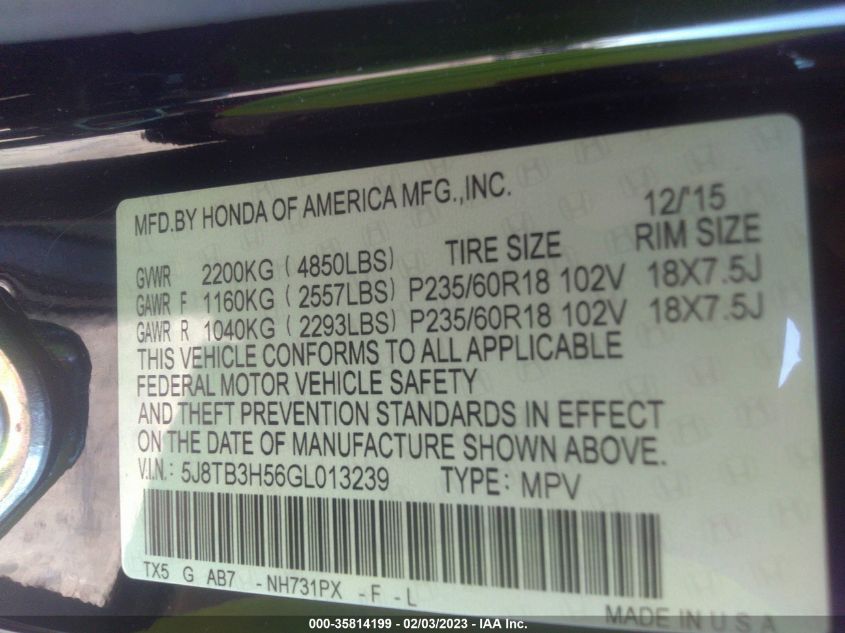 MFD.BY HONDA OF AMERICA MFG.,INC. 12/'15
TIRE SIZE RIM SIZE
GVWR 2200KG (4850LBS)
GAWR F 1160KG (2557LBS) P235/60R18 102V 18X7.5J
GAWR R 1040KG (2293LBS) P235/60R18 102V 18X7.5J
THIS VEHICLE CONFORMS TO ALL APPLICABLE
FEDERAL MOTOR VEHICLE SAFETY
AND THEFT PREVENTION STANDARDS IN EFFECT
ON THE DATE OF MANUFACTURE SHOWN ABOVE.
V.I.N.: 5J8TB3H56GL013239 TYPE: MPV
TX5 G AB7 -NH731PX -F -L
MADE IN U S A
000-35814199 - 02/03/2023 - IAA Inc.